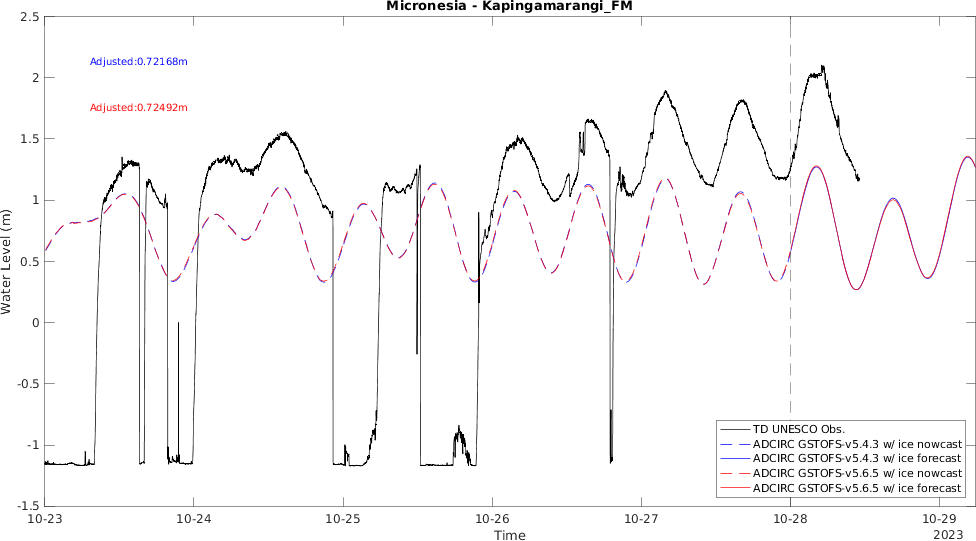 Micronesia - Kapingamarangi_FM
2.5
2
1.5
1
0.5
0
-0.5
-1
-1.5
Water Level (m)
Adjusted:0.72168m
Adjusted:0.72492m
TD UNESCO Obs.
ADCIRC GSTOFS-v5.4.3 w/ ice nowcast
ADCIRC GSTOFS-v5.4.3 w/ ice forecast
ADCIRC GSTOFS-v5.6.5 w/ ice nowcast
ADCIRC GSTOFS-v5.6.5 w/ ice forecast
10-23 10-24 10-25 10-26 10-27 10-28 10-29
Time
2023